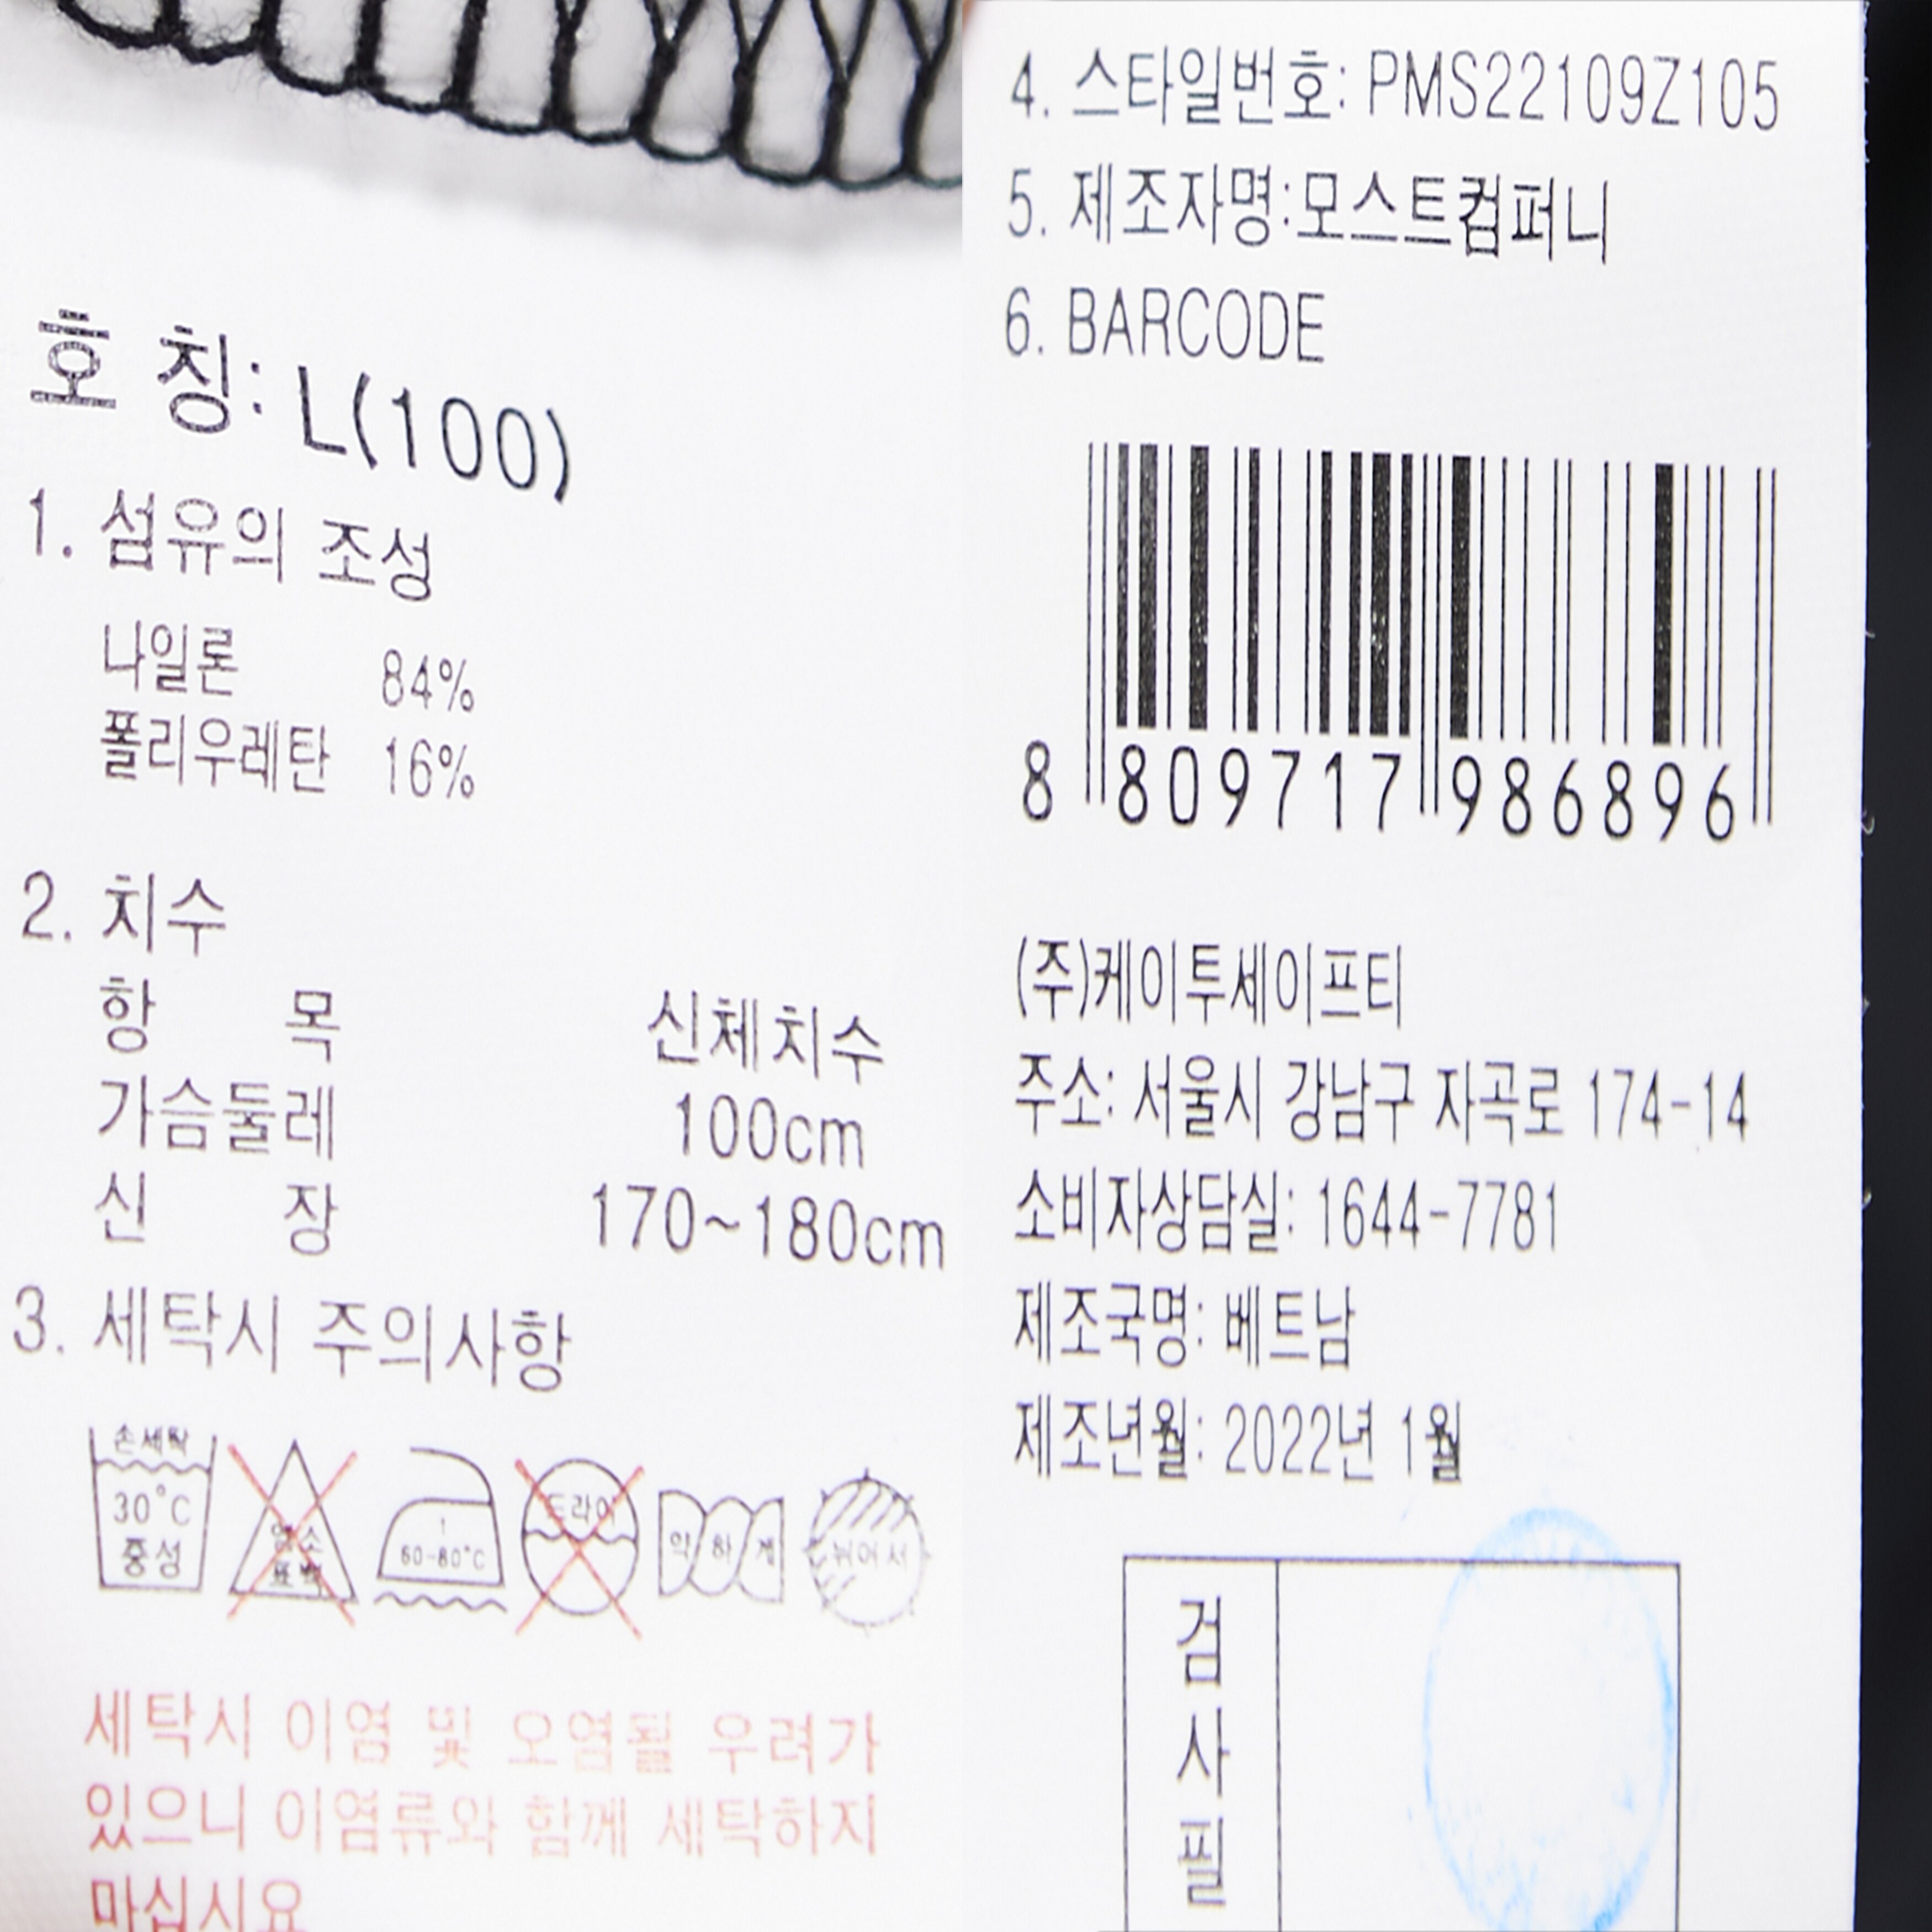 호 칭: L(100)
1. 섬유의 조성
나일론 84%
폴리우레탄 16%
2. 치수
항 목 신체치수
가슴둘레 100cm
신 장 170~180cm
3. 세탁시 주의사항
손세탁
30°C
중성
염소
표백
60-80°C
드라이
약하게
뉘어서
세탁시 이염 및 오염될 우려가
있으니 이염류와 함께 세탁하지
마십시요
4. 스타일번호: PMS22109Z105
5. 제조자명:모스트컴퍼니
6. BARCODE
8 809717 986896
(주)케이투세이프티
주소: 서울시 강남구 자곡로 174-14
소비자상담실: 1644-7781
제조국명: 베트남
제조년월: 2022년 1월
검
사
필